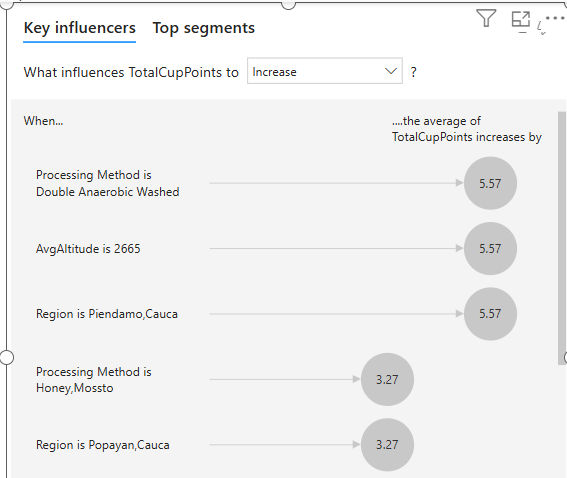 Key influencers Top segments
What influences TotalCupPoints to Increase ?
When...
....the average of
TotalCupPoints increases by
Processing Method is
Double Anaerobic Washed
5.57
AvgAltitude is 2665
5.57
Region is Piendamo,Cauca
5.57
Processing Method is
Honey,Mossto
3.27
Region is Popayan,Cauca
3.27